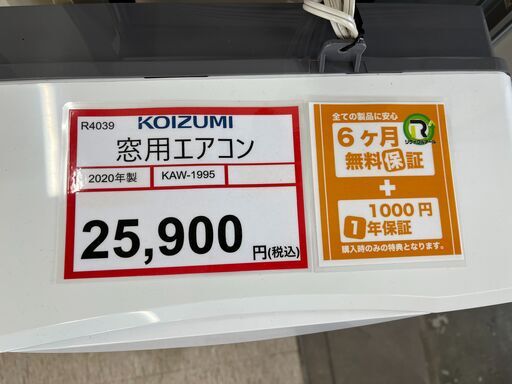 R4039 KOIZUMI
窓用エアコン
2020年製 KAW-1995
25,900 円(税込)
全ての製品に安心
6ヶ月
無料保証
R
+
1000円
1年保証
購入時のみの特典となります。